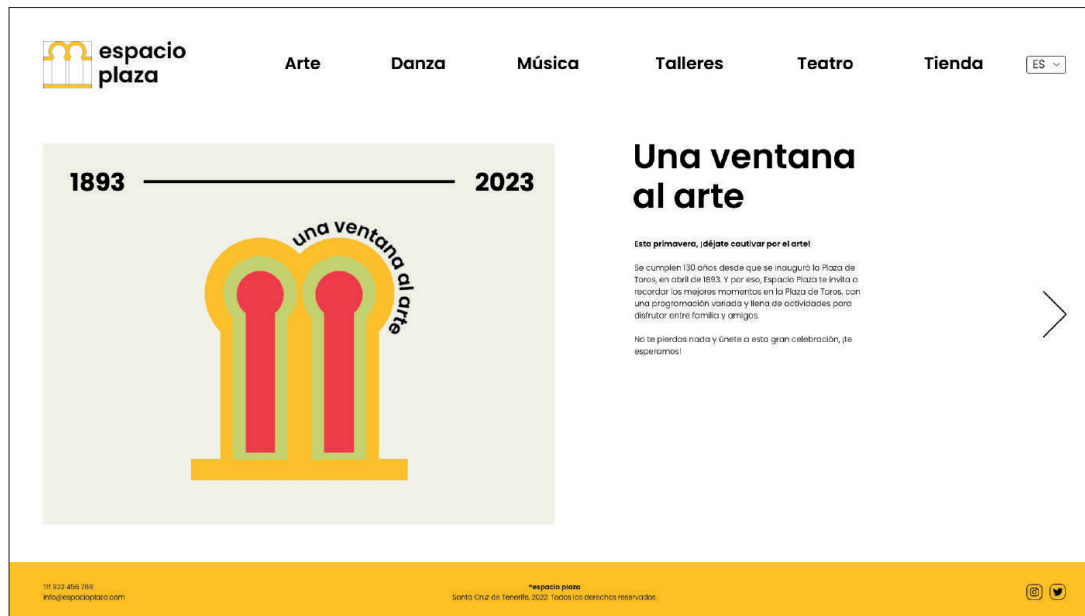 espacio
plaza
Arte
Danza
Música
Talleres
Teatro
Tienda
ES
1893
2023
una ventana al arte
Una ventana
al arte
Esta primavera, ¡déjate cautivar por el arte!
Se cumplen 130 años desde que se inauguró la Plaza de
Toros, en abril de 1893. Y por eso, Espacio Plaza te invita a
recordar los mejores momentos en la Plaza de Toros, con
una programación variada y llena de actividades para
disfrutar entre familia y amigos.
No te pierdas nada y únete a esta gran celebración, ¡te
esperamos!
Tlf 922 456 789
info@espacioplaza.com
®espacio plaza
Santa Cruz de Tenerife, 2022. Todos los derechos reservados.